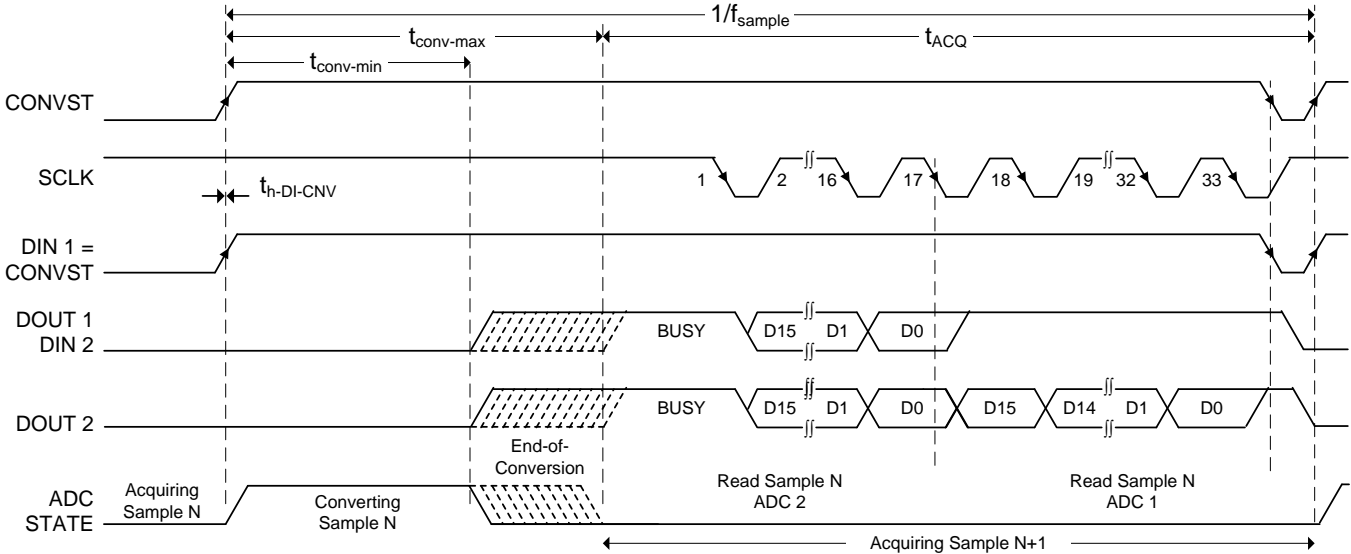 1/fsample
tconv-max
tACQ
tconv-min
CONVST
SCLK
1 2 16 17 18 19 32 33
th-DI-CNV
DIN 1 =
CONVST
DOUT 1
DIN 2
BUSY D15 D1 D0
DOUT 2
BUSY D15 D1 D0 D15 D14 D1 D0
End-of-
Conversion
ADC
STATE
Acquiring
Sample N
Converting
Sample N
Read Sample N
ADC 2
Read Sample N
ADC 1
Acquiring Sample N+1